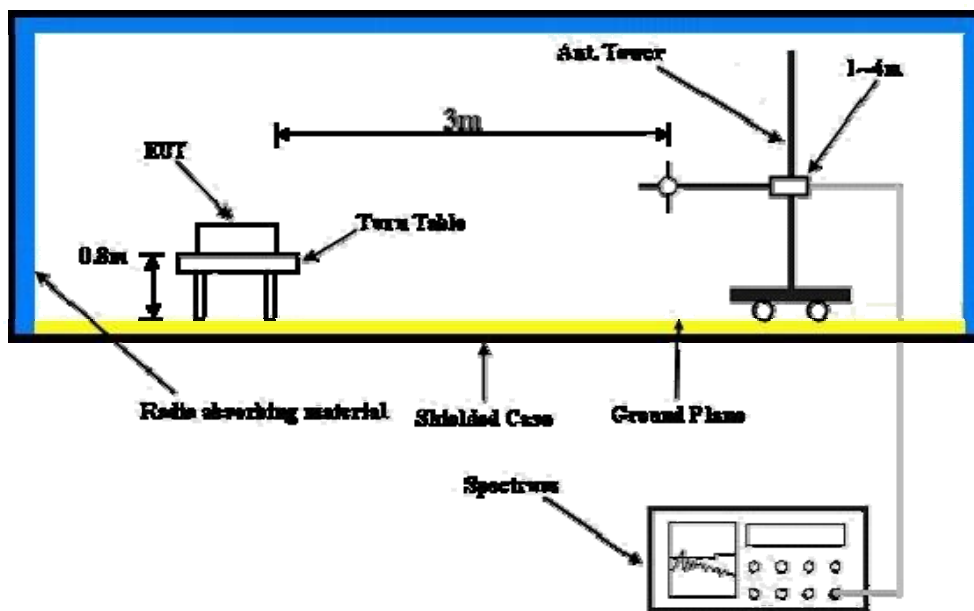 Ant. Tower
1~4m
3m
EUT
Turn Table
0.8m
Radio absorbing material
Shielded Case
Ground Plane
Spectrum